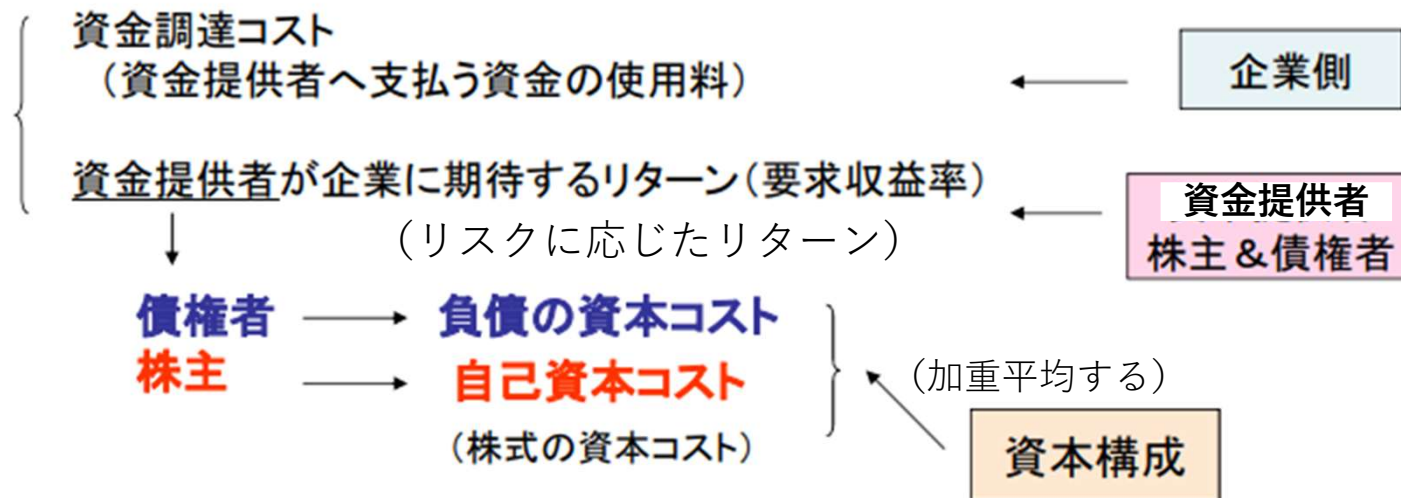 資金調達コスト
（資金提供者へ支払う資金の使用料）
企業側
資金提供者が企業に期待するリターン（要求収益率）
（リスクに応じたリターン）
資金提供者
株主＆債権者
債権者
負債の資本コスト
株主
自己資本コスト
（株式の資本コスト）
（加重平均する）
資本構成